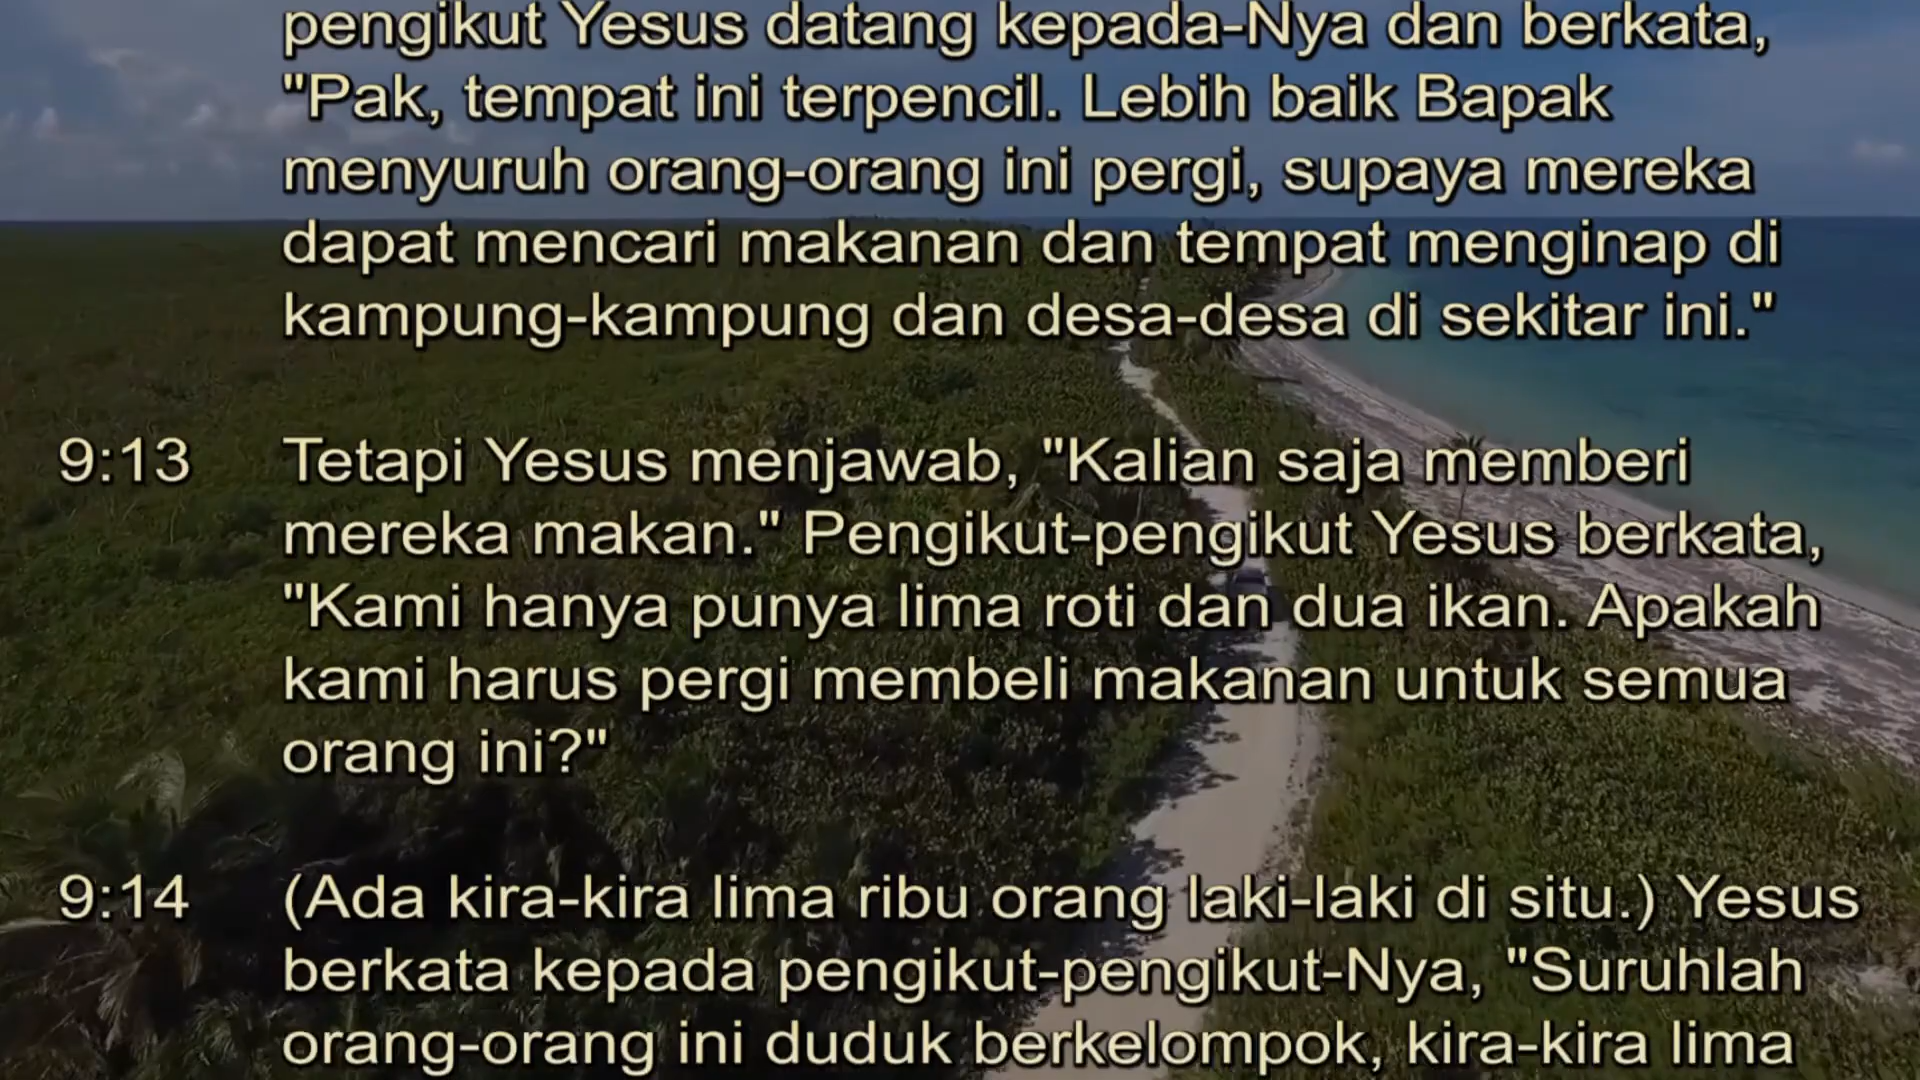 pengikut Yesus datang kepada-Nya dan berkata,
"Pak, tempat ini terpencil. Lebih baik Bapak
menyuruh orang-orang ini pergi, supaya mereka
dapat mencari makanan dan tempat menginap di
kampung-kampung dan desa-desa di sekitar ini."
9:13 Tetapi Yesus menjawab, "Kalian saja memberi
mereka makan." Pengikut-pengikut Yesus berkata,
"Kami hanya punya lima roti dan dua ikan. Apakah
kami harus pergi membeli makanan untuk semua
orang ini?"
9:14 (Ada kira-kira lima ribu orang laki-laki di situ.) Yesus
berkata kepada pengikut-pengikut-Nya, "Suruhlah
orang-orang ini duduk berkelompok, kira-kira lima